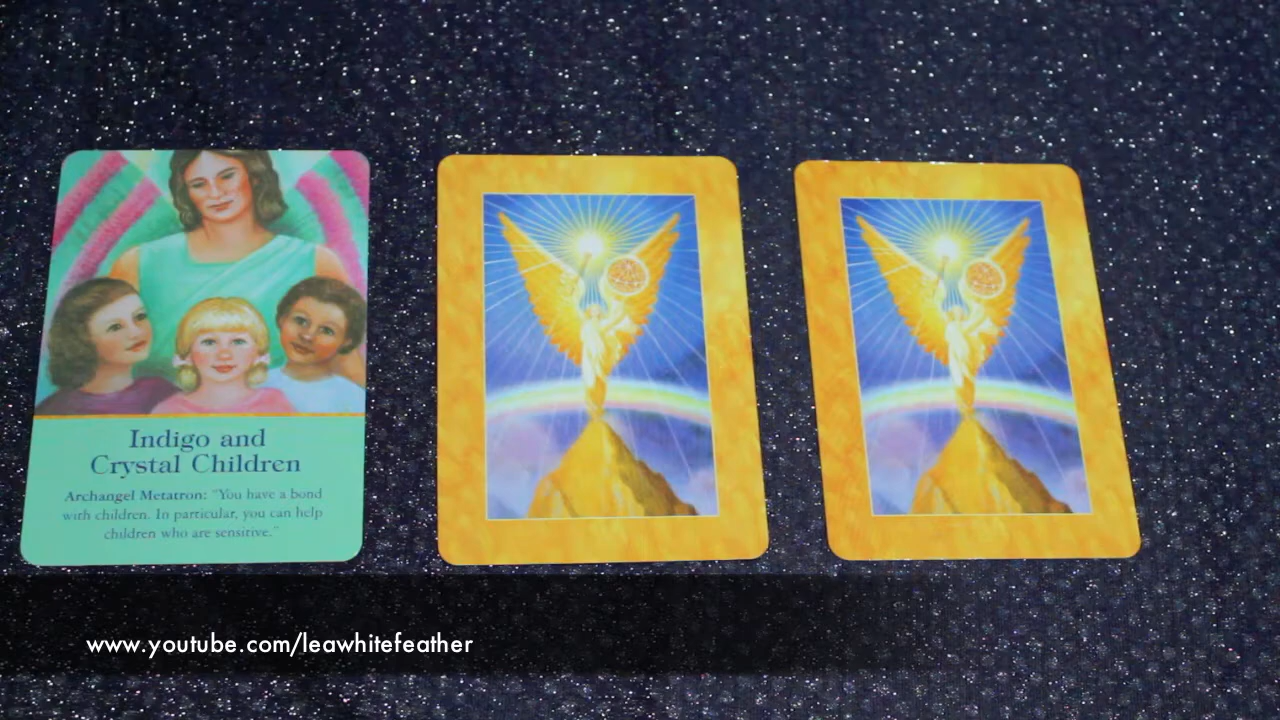 Indigo and
Crystal Children
Archangel Metatron: "You have a bond
with children. In particular, you can help
children who are sensitive."
www.youtube.com/leawhitefeather